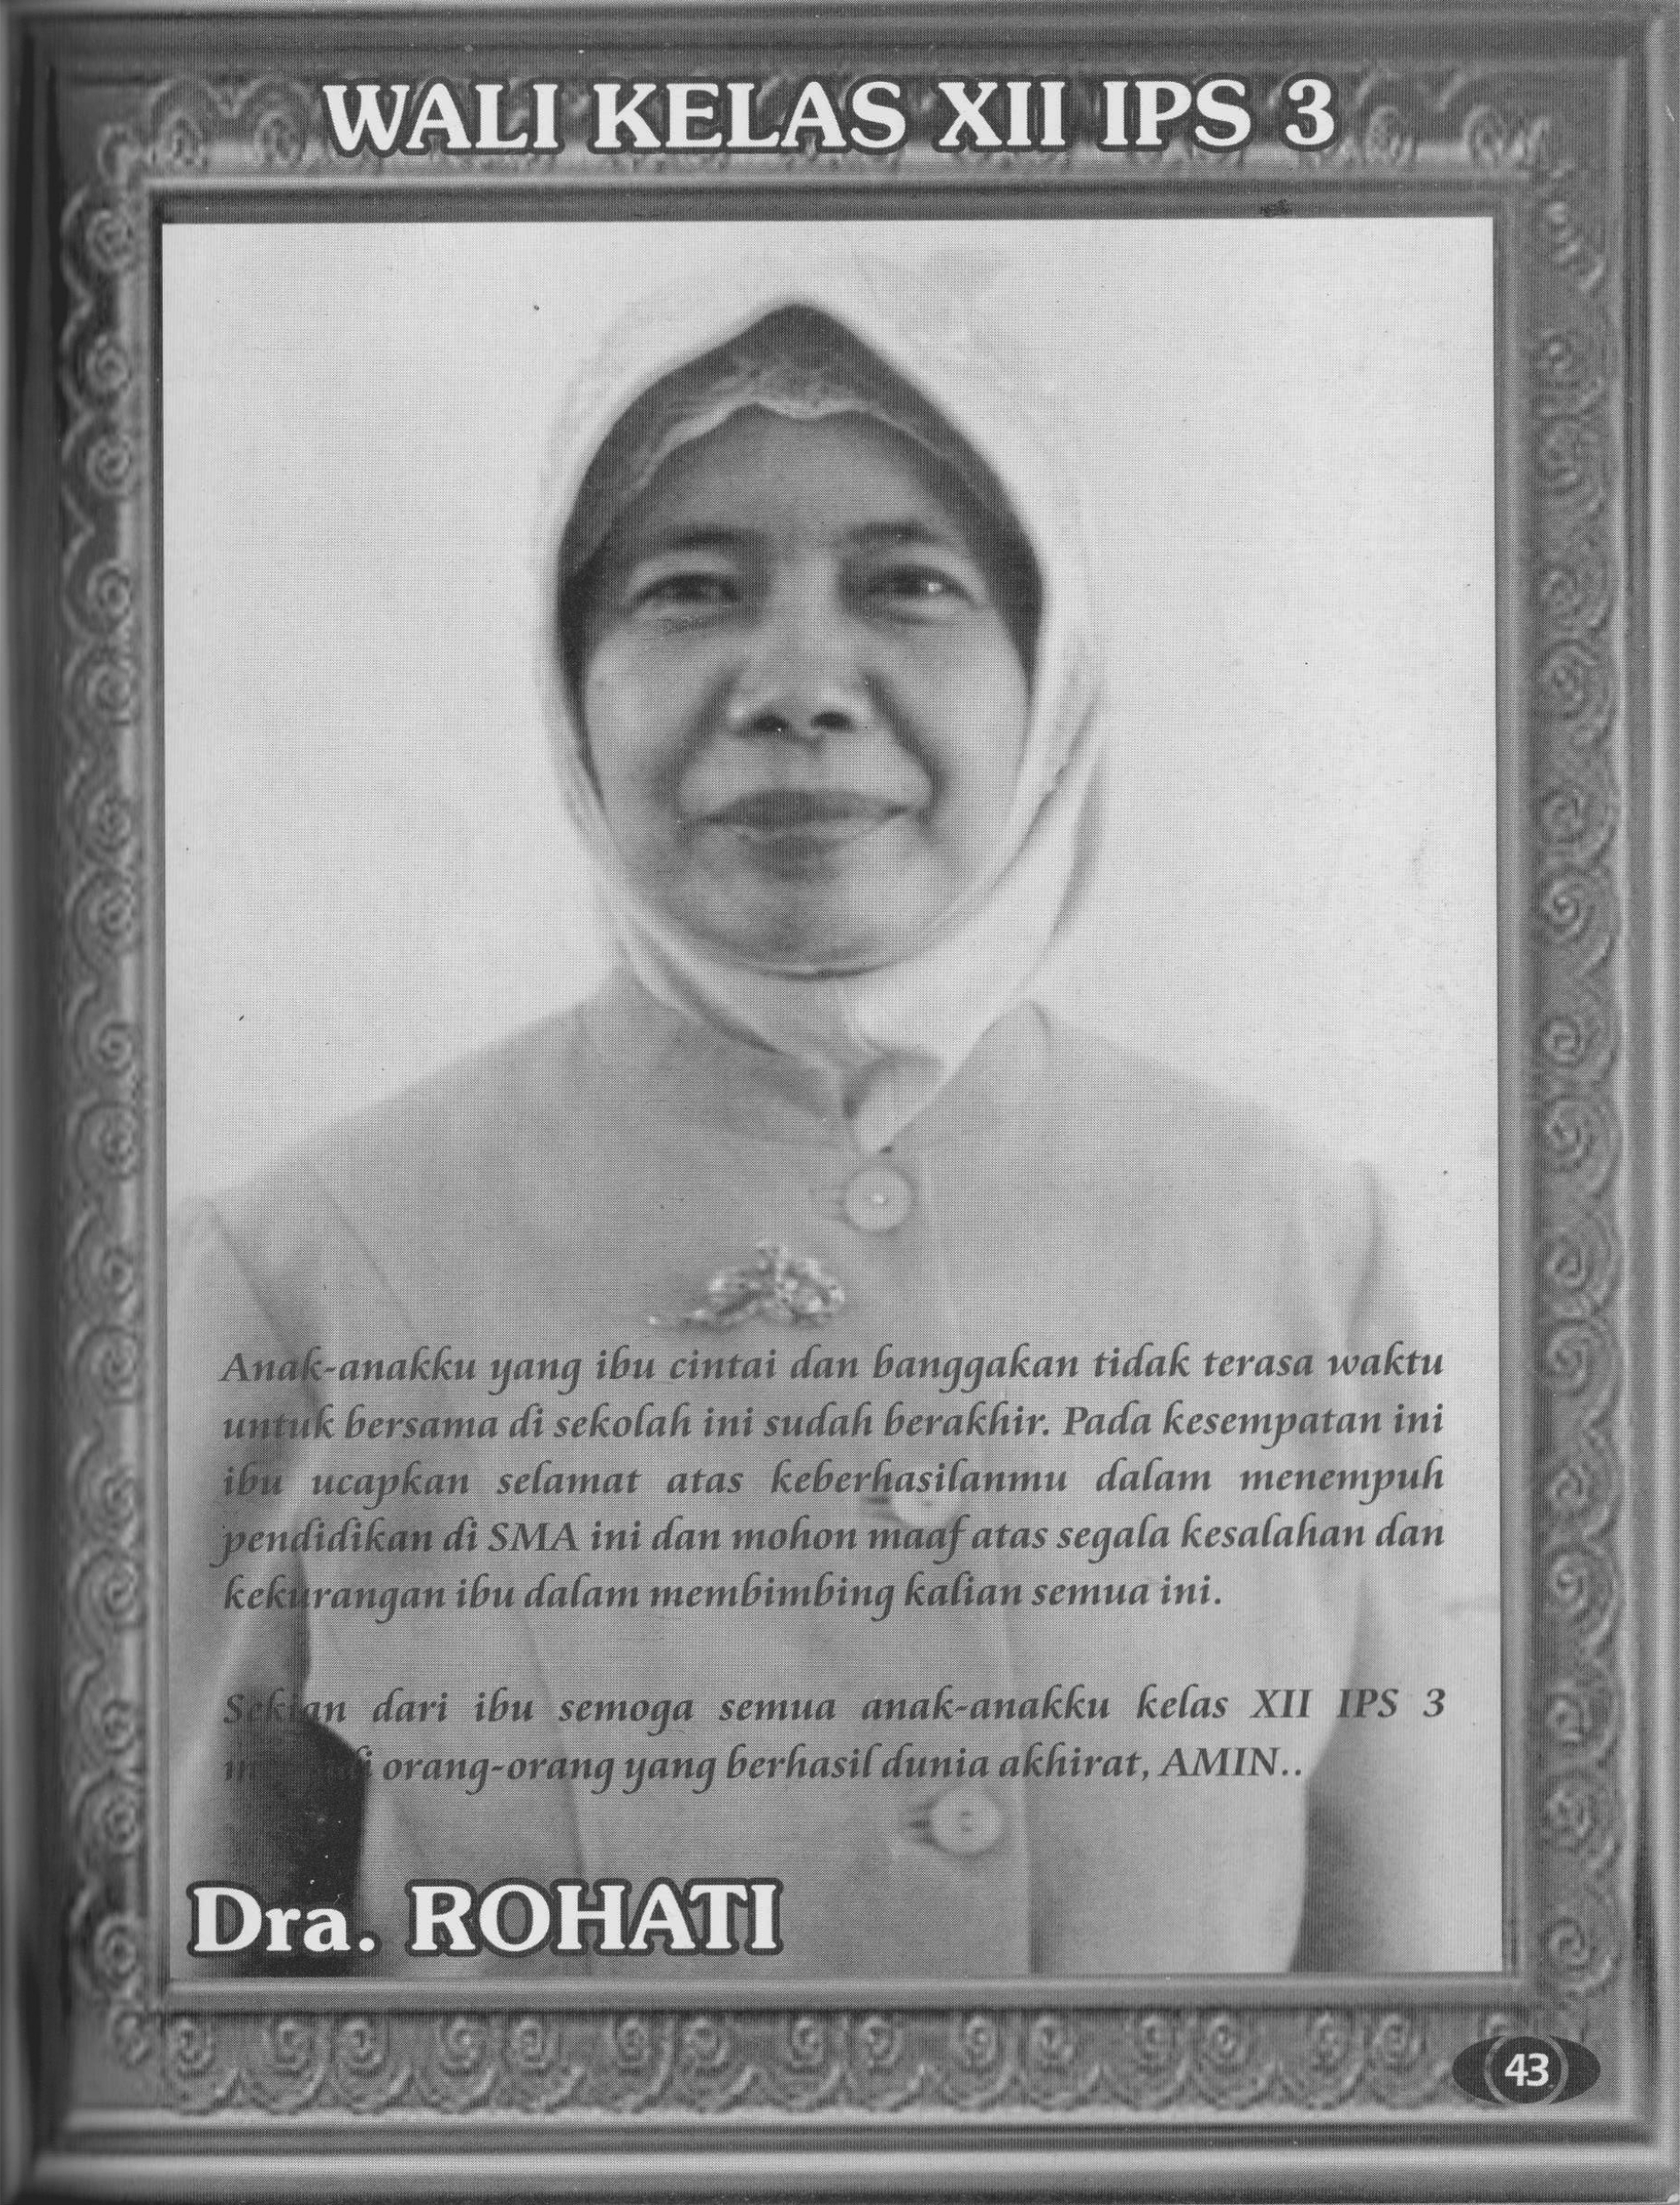 WALI KELAS XII IPS 3
Anak-anakku yang ibu cintai dan banggakan tidak terasa waktu
untuk bersama di sekolah ini sudah berakhir. Pada kesempatan ini
ibu ucapkan selamat atas keberhasilanmu dalam menempuh
pendidikan di SMA ini dan mohon maaf atas segala kesalahan dan
kekurangan ibu dalam membimbing kalian semua ini.
Sekian dari ibu semoga semua anak-anakku kelas XII IPS 3
orang-orang yang berhasil dunia akhirat, AMIN..
Dra. ROHATI
43